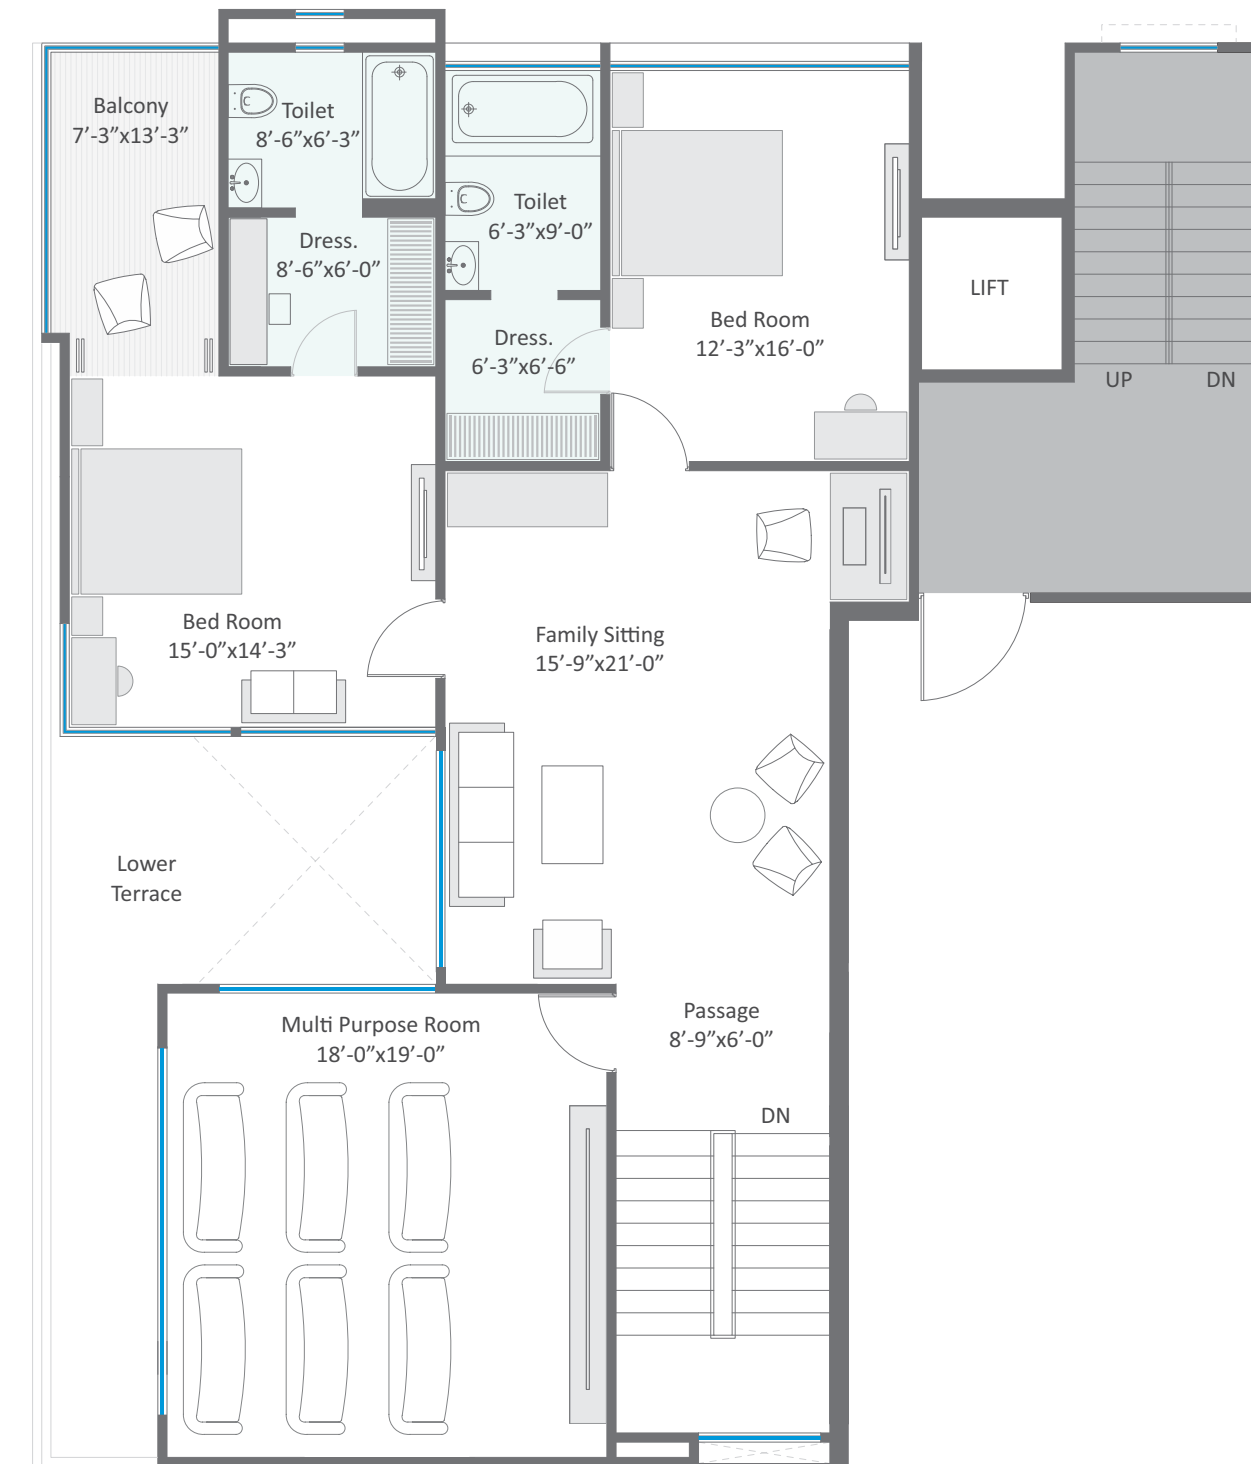 Balcony
7’-3”x13’-3”
Toilet
8’-6”x6’-3”
C
Toilet
6’-3”x9’-0”
C
Dress.
8’-6”x6’-0”
Bed Room
12’-3”x16’-0”
LIFT
Dress.
6’-3”x6’-6”
UP
DN
Bed Room
15’-0”x14’-3”
Family Sitting
15’-9”x21’-0”
Lower
Terrace
Multi Purpose Room
18’-0”x19’-0”
Passage
8’-9”x6’-0”
DN